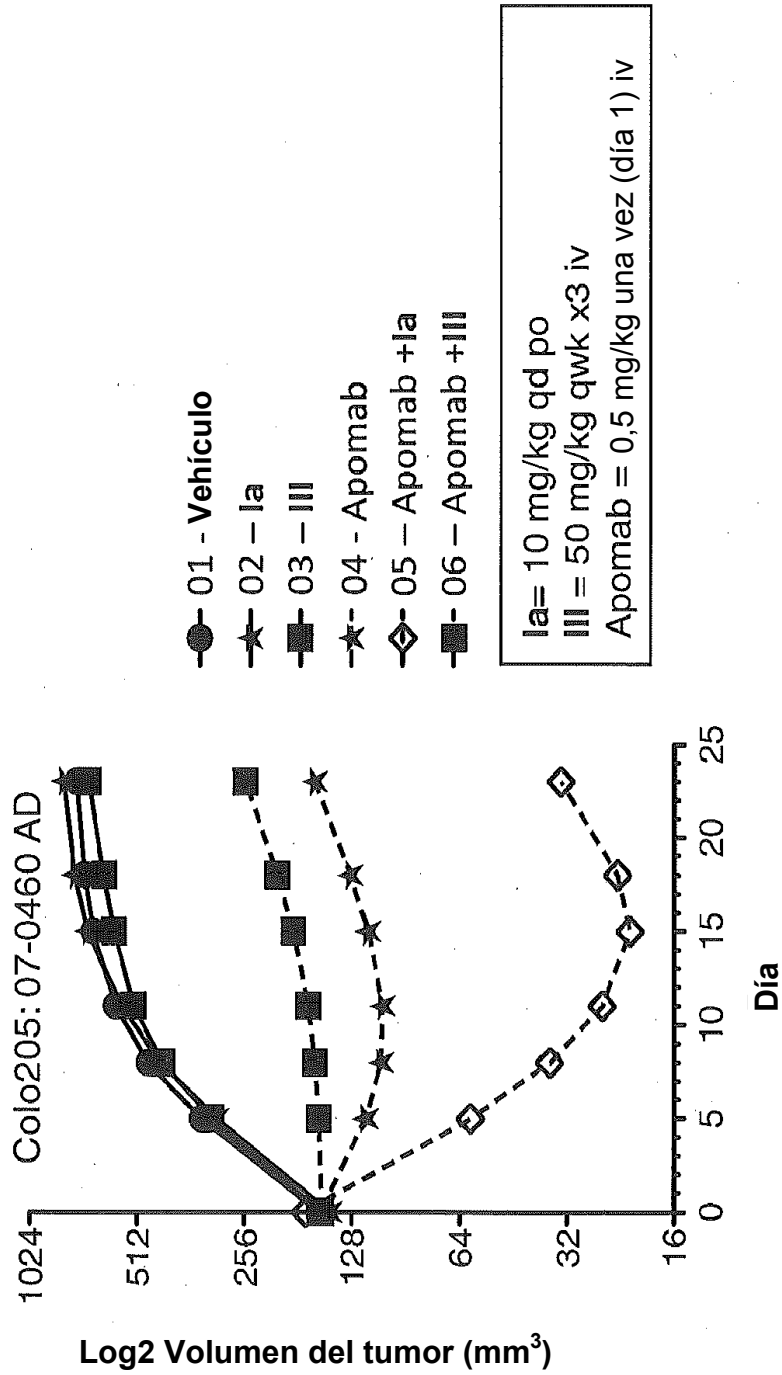 Colo205: 07-0460 AD
Log2 Volumen del tumor (mm³)
1024
512
256
128
64
32
16
0
5
10
15
20
25
Día
01 - Vehículo
02 – Ia
03 – III
04 - Apomab
05 – Apomab +Ia
06 – Apomab +III
Ia= 10 mg/kg qd po
III = 50 mg/kg qwk x3 iv
Apomab = 0,5 mg/kg una vez (día 1) iv